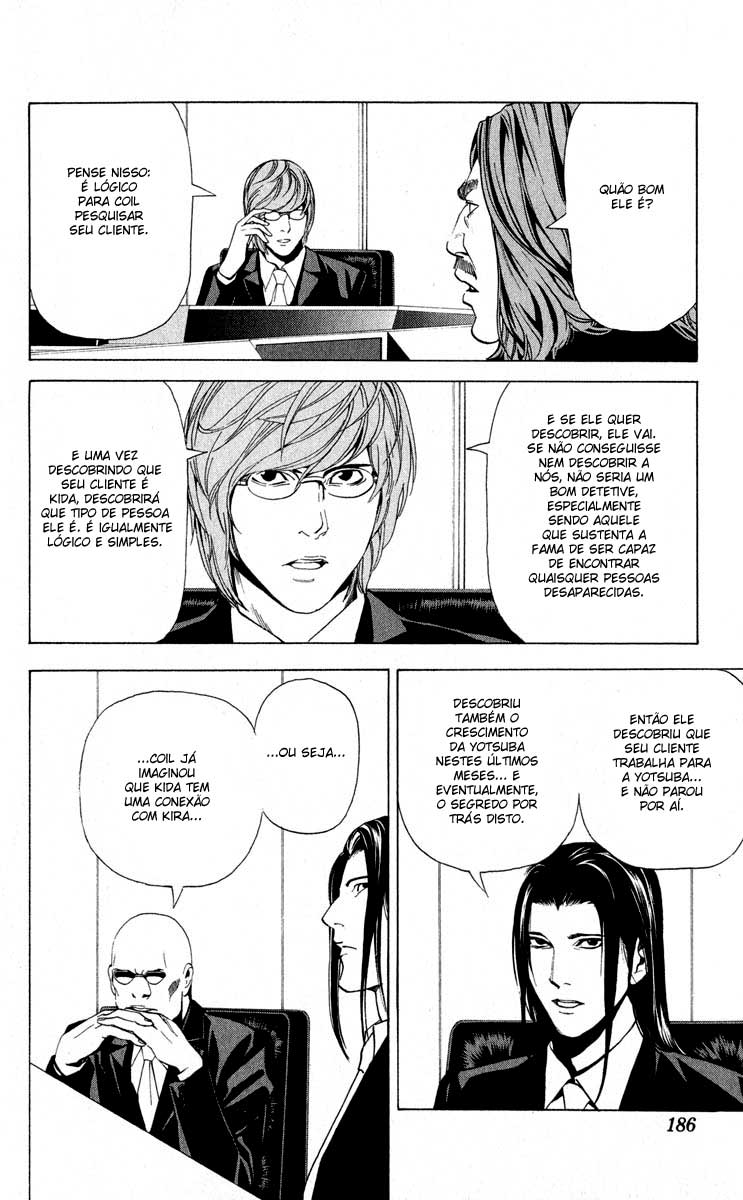 QUÃO BOM
ELE É?
PENSE NISSO:
É LÓGICO
PARA COIL
PESQUISAR
SEU CLIENTE.
E SE ELE QUER
DESCOBRIR, ELE VAI.
SE NÃO CONSEGUISSE
NEM DESCOBRIR A
NÓS, NÃO SERIA UM
BOM DETETIVE,
ESPECIALMENTE
SENDO AQUELE
QUE SUSTENTA A
FAMA DE SER CAPAZ
DE ENCONTRAR
QUAISQUER PESSOAS
DESAPARECIDAS.
E UMA VEZ
DESCOBRINDO QUE
SEU CLIENTE É
KIDA, DESCOBRIRÁ
QUE TIPO DE PESSOA
ELE É. É IGUALMENTE
LÓGICO E SIMPLES.
ENTÃO ELE
DESCOBRIU QUE
SEU CLIENTE
TRABALHA PARA
A YOTSUBA...
E NÃO PAROU
POR AÍ.
DESCOBRIU
TAMBÉM O
CRESCIMENTO
DA YOTSUBA
NESTES ÚLTIMOS
MESES... E
EVENTUALMENTE,
O SEGREDO POR
TRÁS DISTO.
...OU SEJA...
...COIL JÁ
IMAGINOU
QUE KIDA TEM
UMA CONEXÃO
COM KIRA...
186